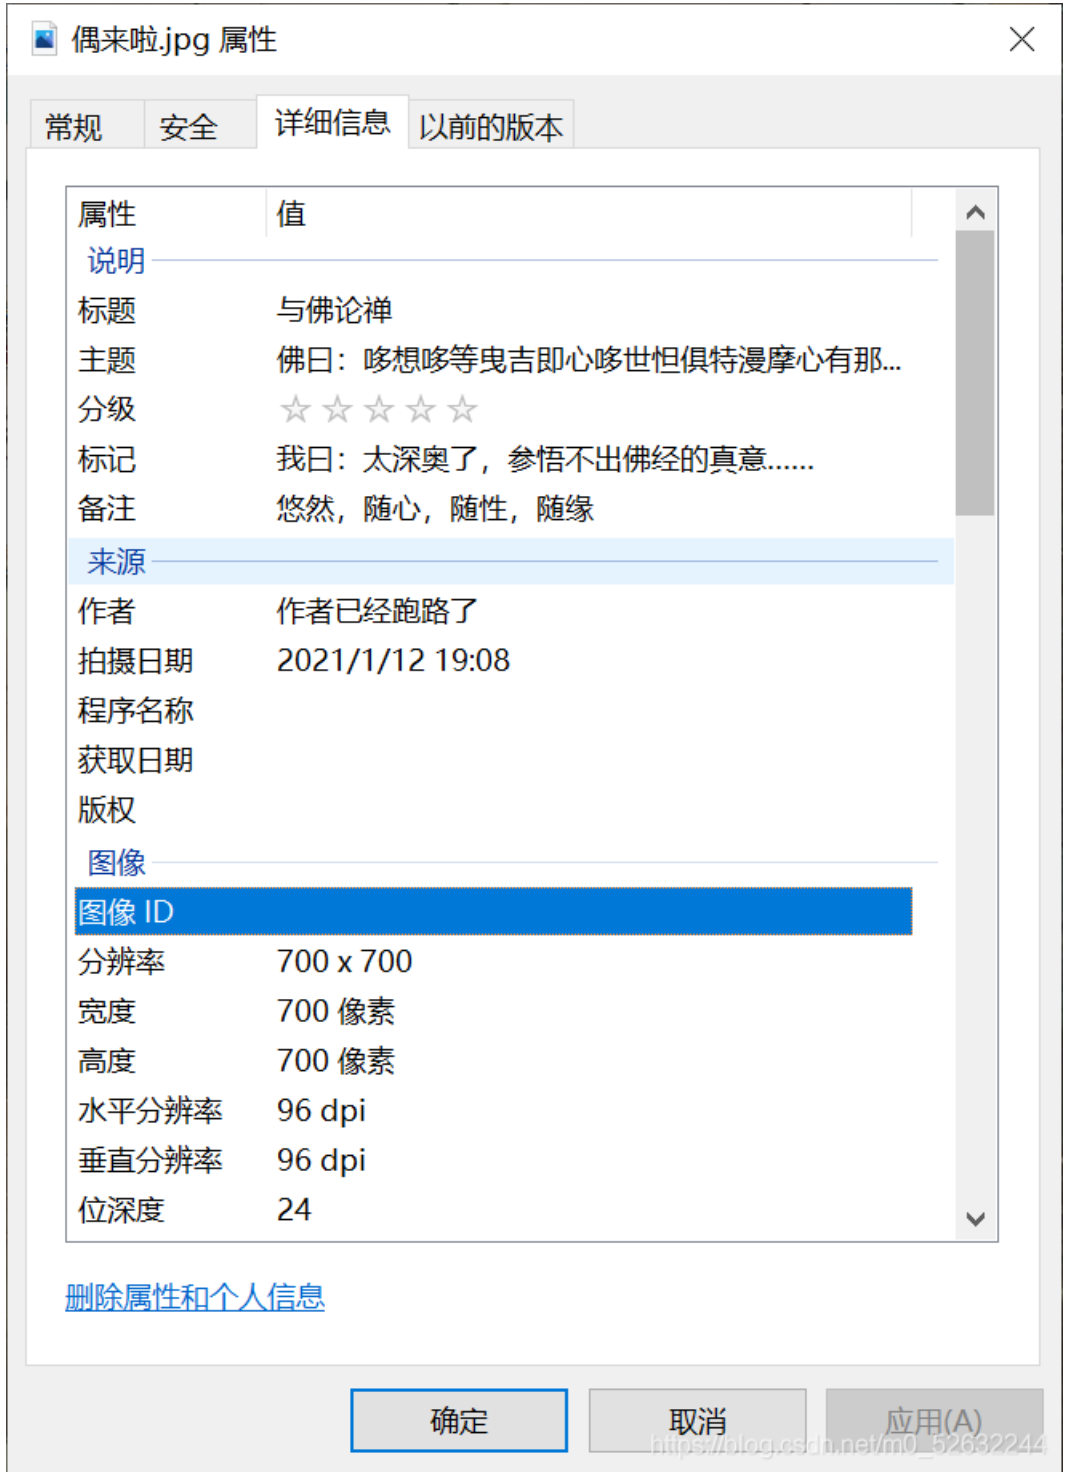 偶来啦.jpg 属性
常规 安全 详细信息 以前的版本
属性 值
说明
标题 与佛论禅
主题 佛曰：哆想哆等曳吉即心哆世怛俱特漫摩心有那...
分级 ☆ ☆ ☆ ☆ ☆
标记 我曰：太深奥了，参悟不出佛经的真意......
备注 悠然，随心，随性，随缘
来源
作者 作者已经跑路了
拍摄日期 2021/1/12 19:08
程序名称
获取日期
版权
图像
图像 ID
分辨率 700 x 700
宽度 700 像素
高度 700 像素
水平分辨率 96 dpi
垂直分辨率 96 dpi
位深度 24
删除属性和个人信息
确定 取消 应用(A)
https://blog.csdn.net/m0_52632244